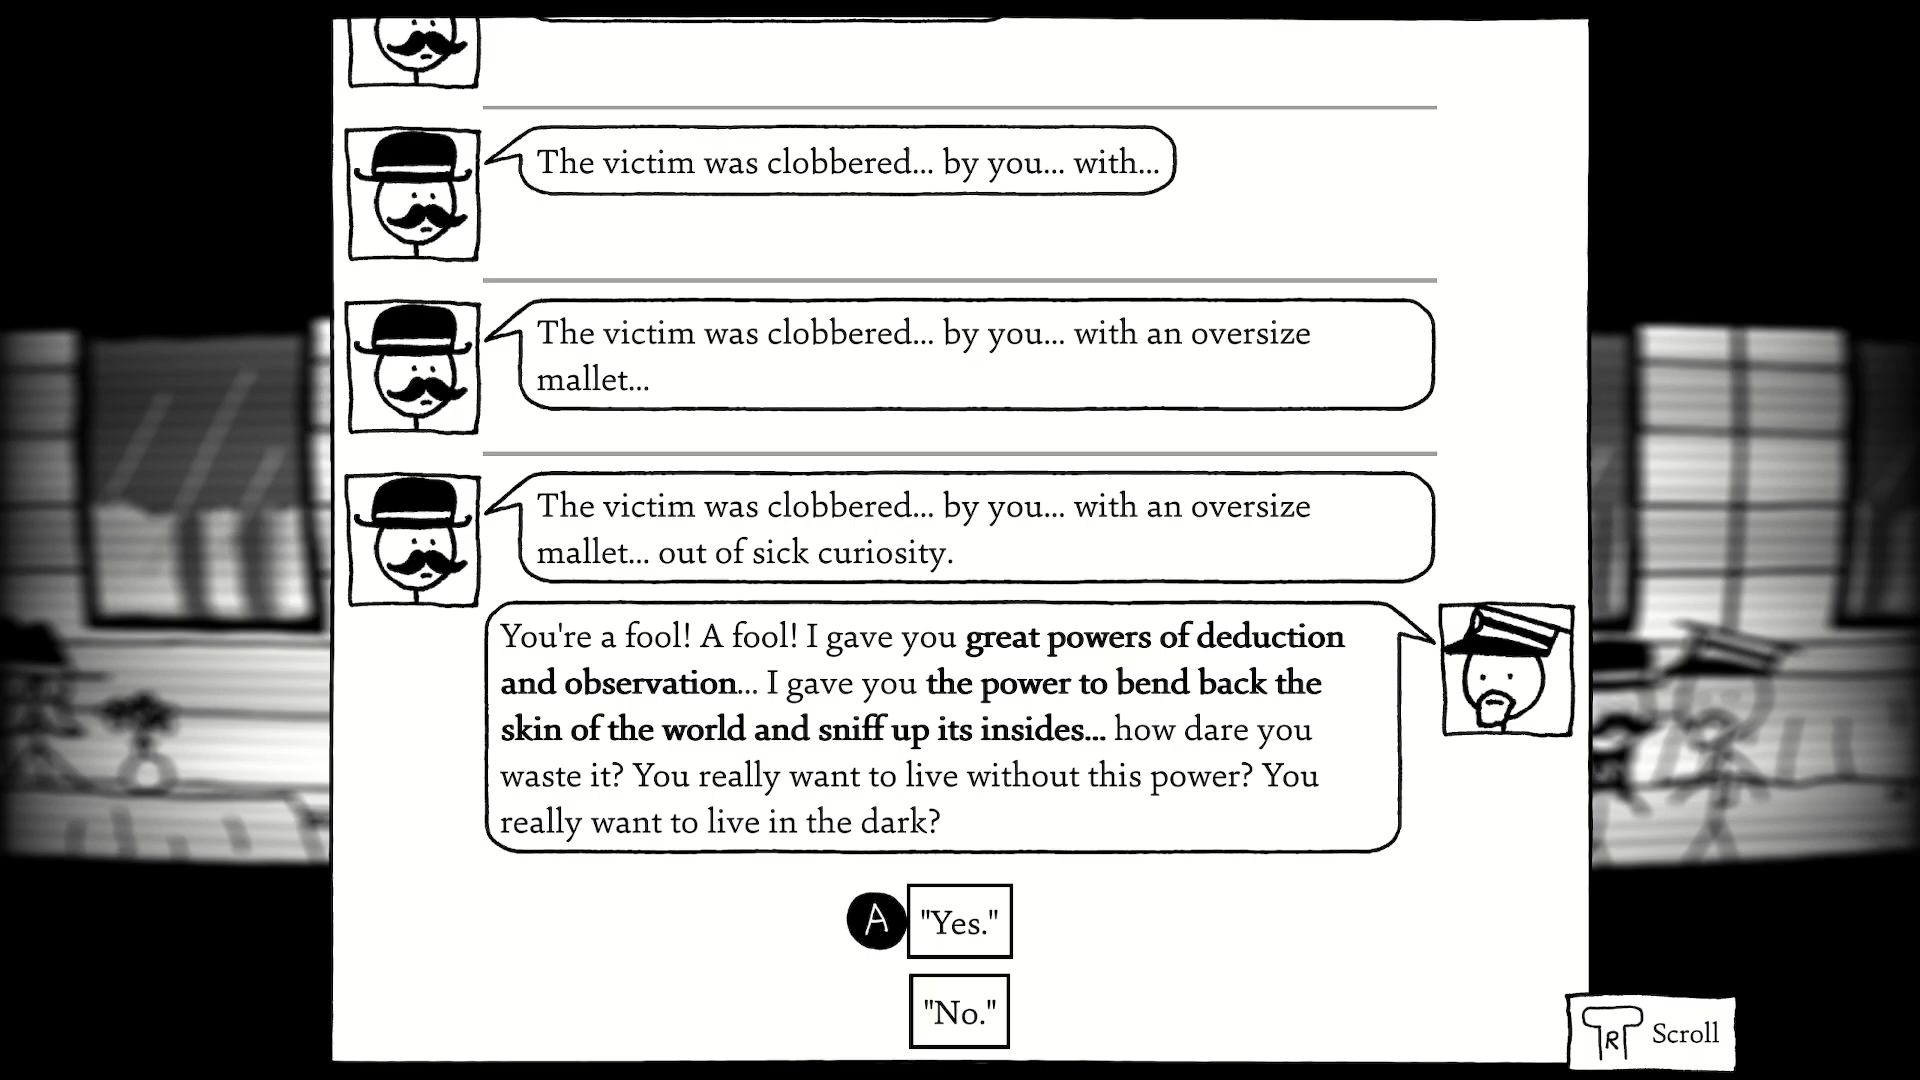 The victim was clobbered... by you... with...
The victim was clobbered... by you... with an oversize
mallet...
The victim was clobbered... by you... with an oversize
mallet... out of sick curiosity.
You're a fool! A fool! I gave you great powers of deduction
and observation... I gave you the power to bend back the
skin of the world and sniff up its insides... how dare you
waste it? You really want to live without this power? You
really want to live in the dark?
A "Yes."
"No."
R Scroll